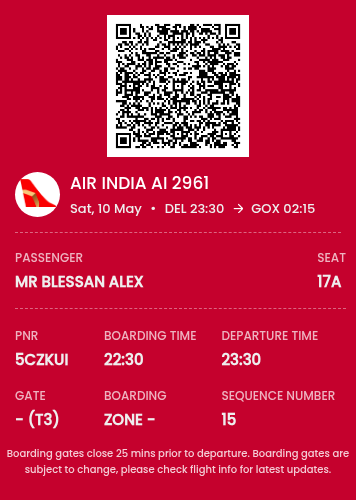 AIR INDIA AI 2961
Sat, 10 May • DEL 23:30 → GOX 02:15
PASSENGER SEAT
MR BLESSAN ALEX 17A
PNR BOARDING TIME DEPARTURE TIME
5CZKUI 22:30 23:30
GATE BOARDING SEQUENCE NUMBER
- (T3) ZONE - 15
Boarding gates close 25 mins prior to departure. Boarding gates are
subject to change, please check flight info for latest updates.